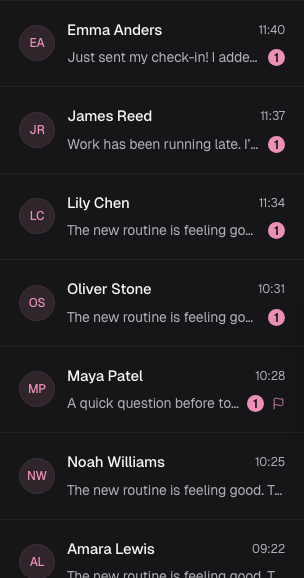 EA
Emma Anders
11:40
Just sent my check-in! I adde...
1
JR
James Reed
11:37
Work has been running late. I'...
1
LC
Lily Chen
11:34
The new routine is feeling go...
1
OS
Oliver Stone
10:31
The new routine is feeling go...
1
MP
Maya Patel
10:28
A quick question before to...
1
NW
Noah Williams
10:25
The new routine is feeling good. T...
AL
Amara Lewis
09:22
The new routine is feeling good. T...